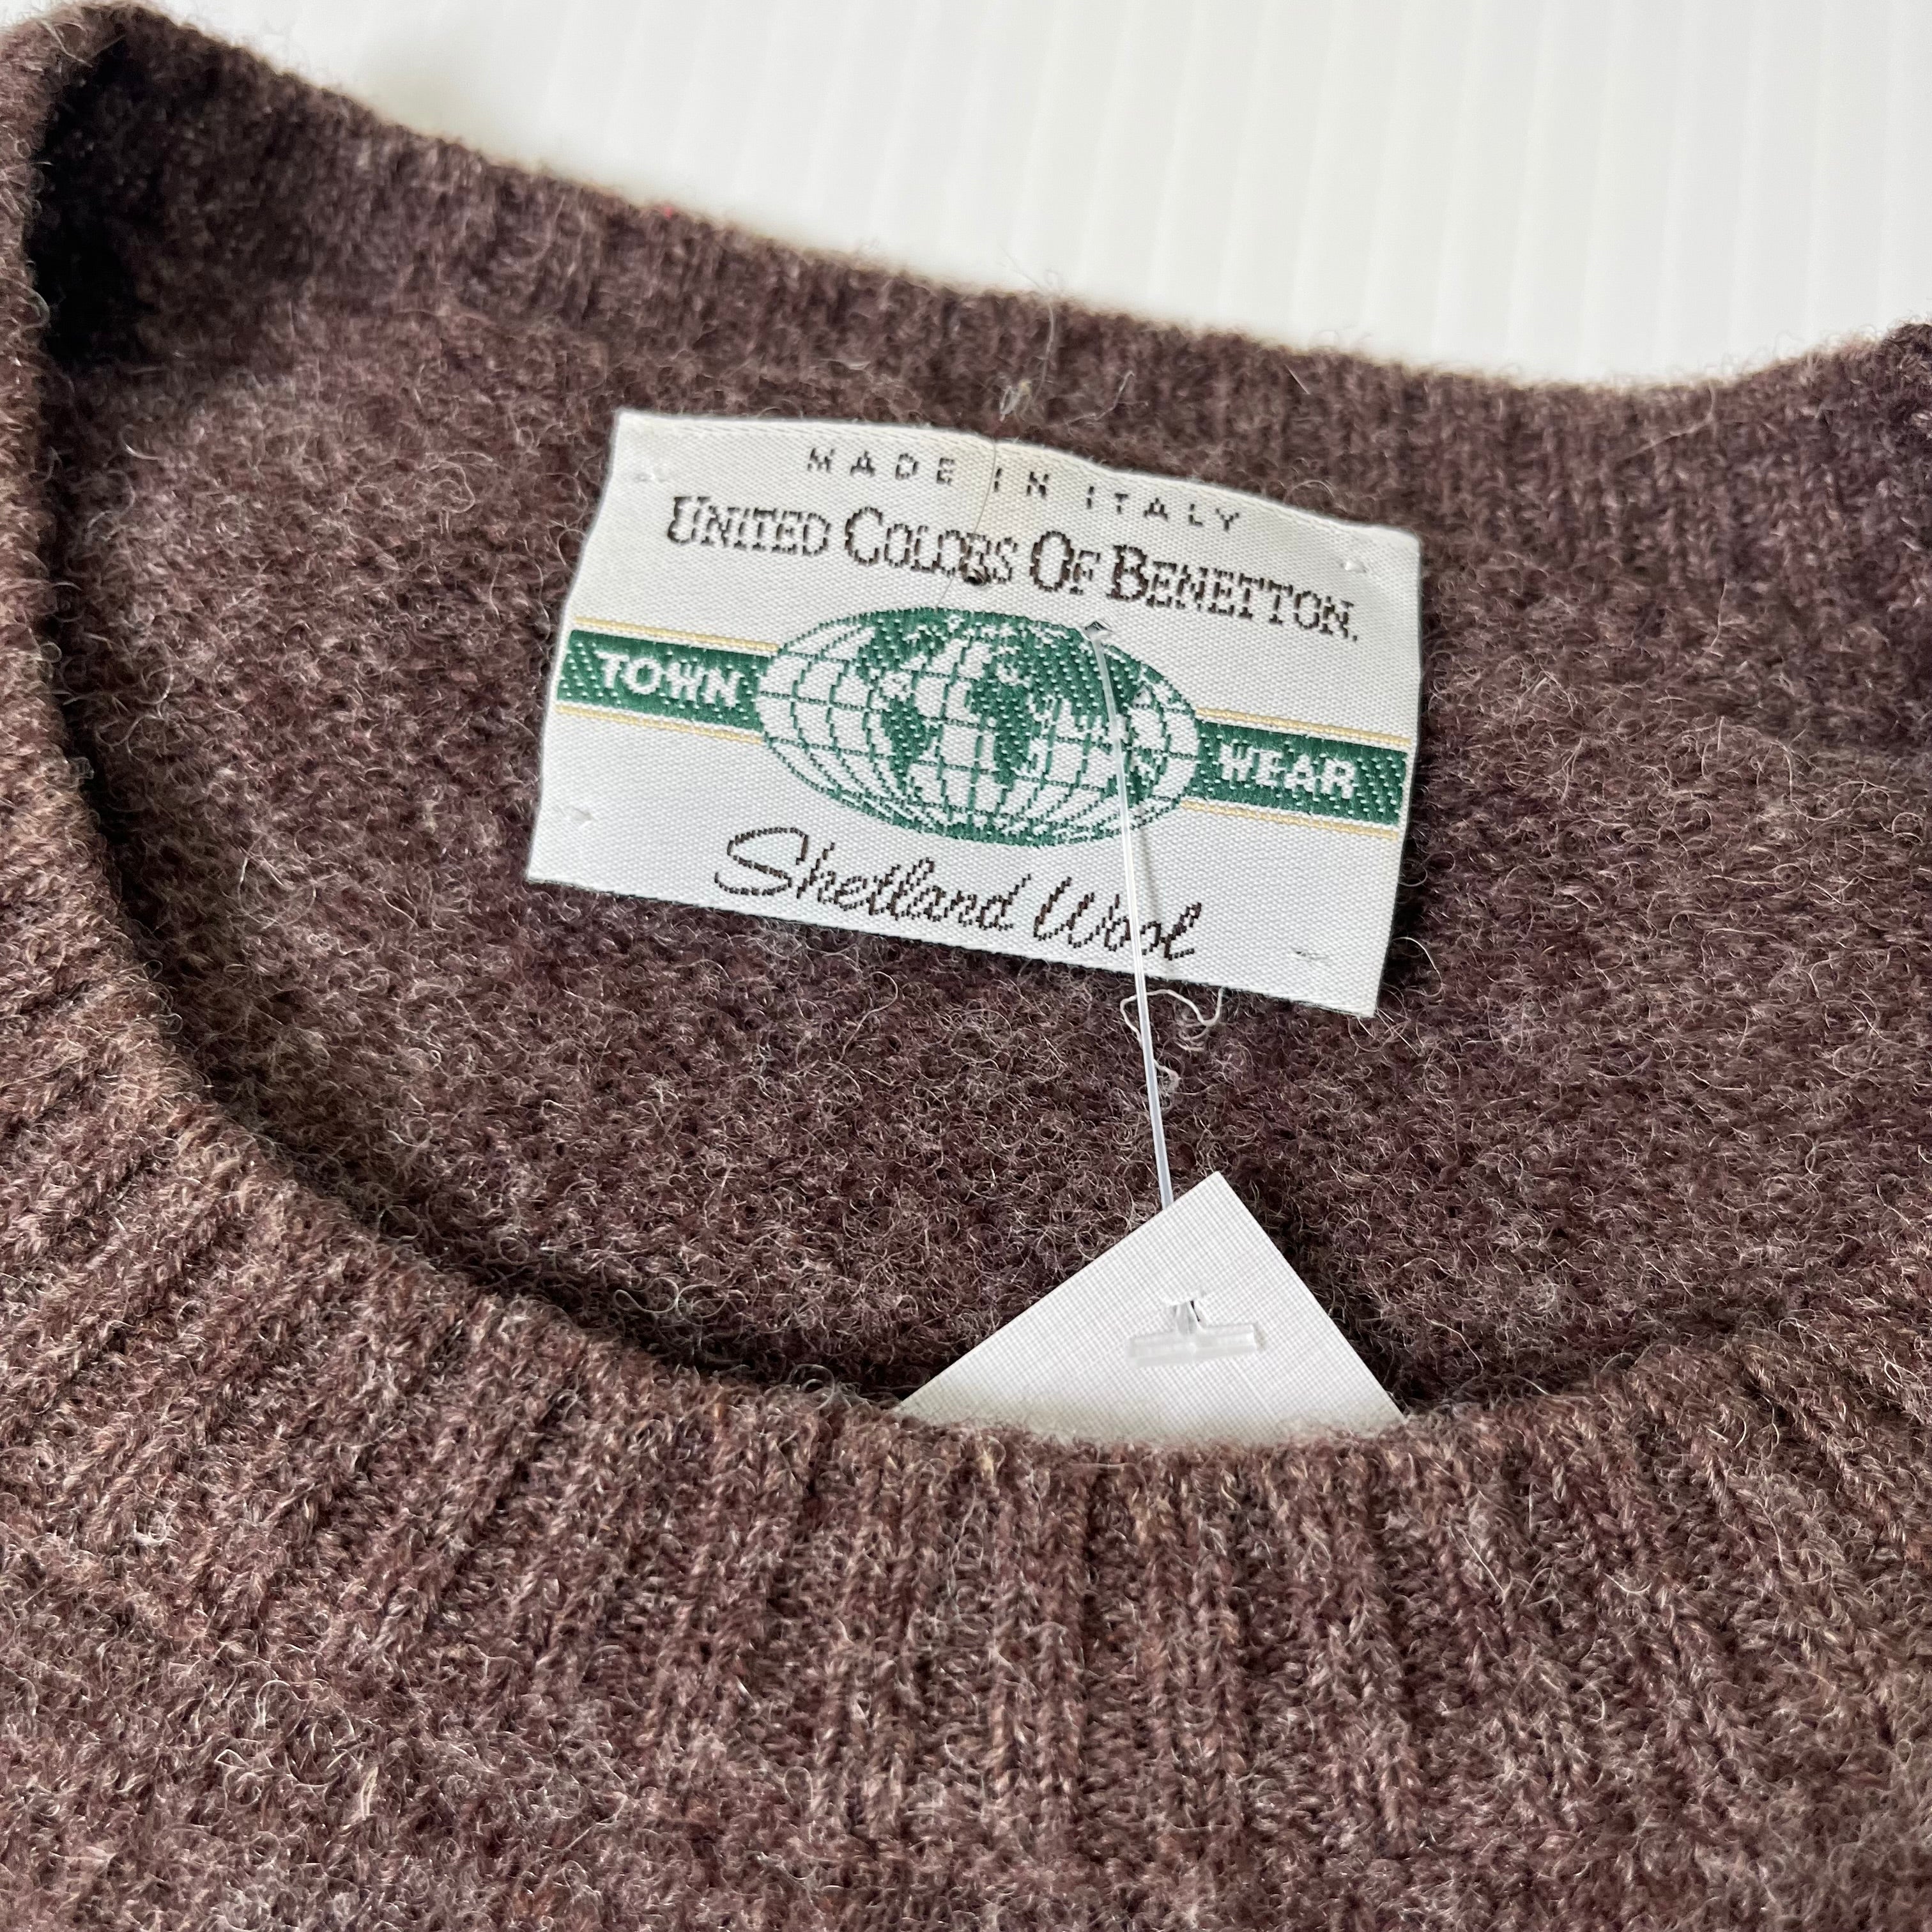 MADE IN ITALY
UNITED COLORS OF BENETTON.
TOWN WEAR
Shetland Wool